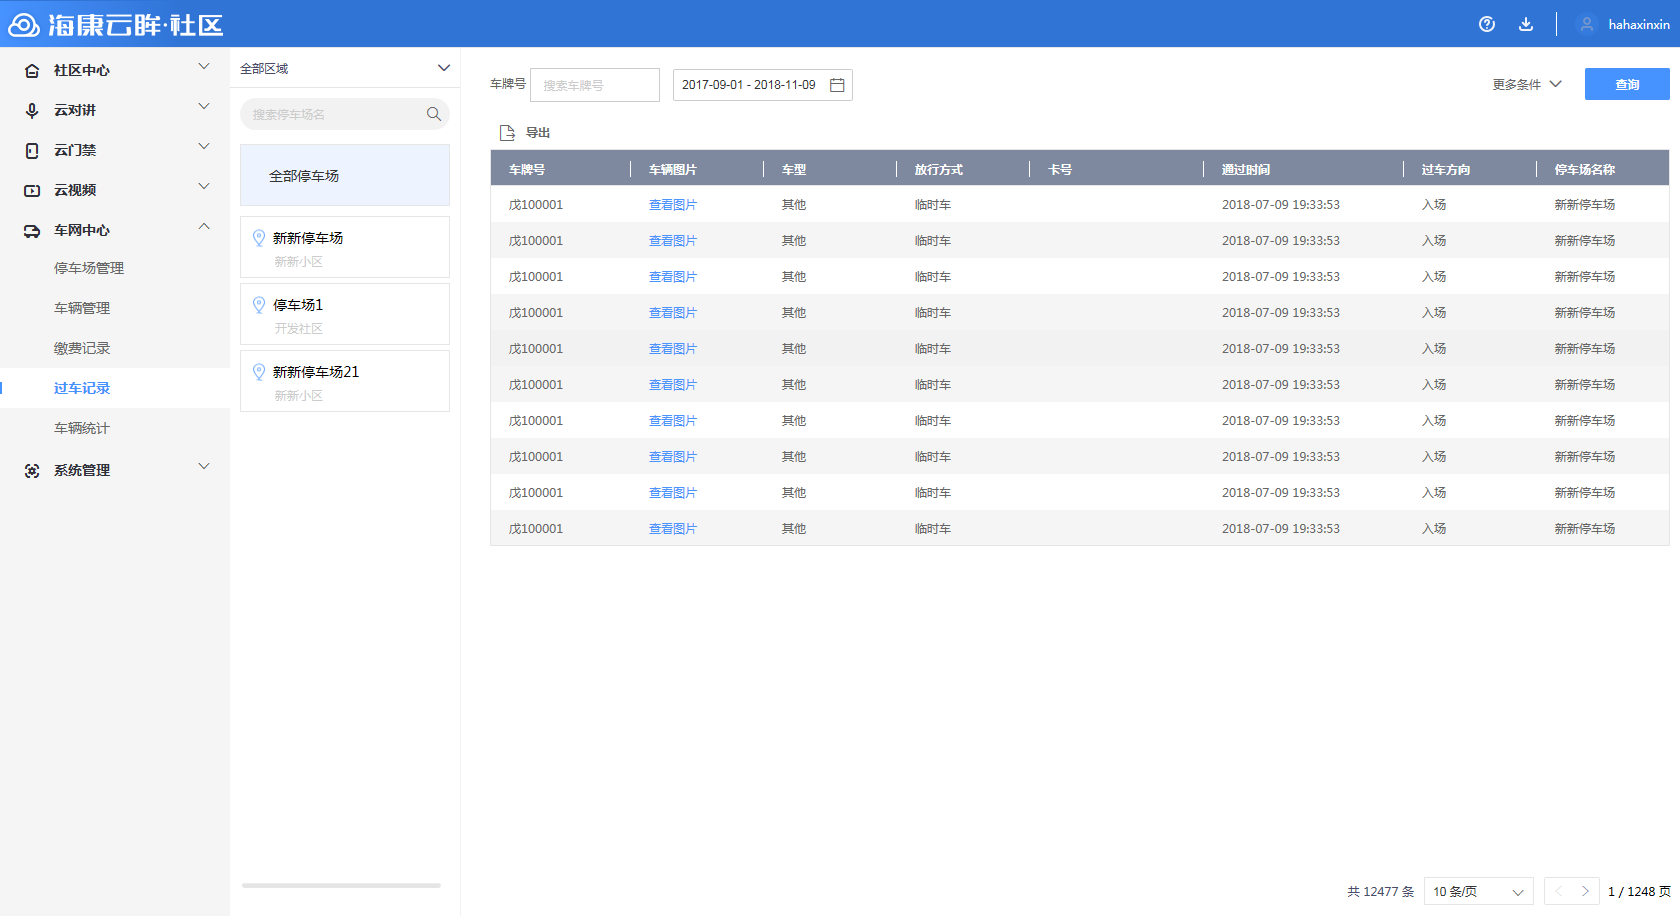 海康云眸·社区
hahaxinxin
社区中心
云对讲
云门禁
云视频
车网中心
停车场管理
车辆管理
缴费记录
过车记录
车辆统计
系统管理
全部区域
搜索停车场名
全部停车场
新新停车场
新新小区
停车场1
开发社区
新新停车场21
新新小区
车牌号 搜索车牌号 2017-09-01 - 2018-11-09 更多条件 查询
导出
车牌号 车辆图片 车型 放行方式 卡号 通过时间 过车方向 停车场名称
戊100001 查看图片 其他 临时车 2018-07-09 19:33:53 入场 新新停车场
戊100001 查看图片 其他 临时车 2018-07-09 19:33:53 入场 新新停车场
戊100001 查看图片 其他 临时车 2018-07-09 19:33:53 入场 新新停车场
戊100001 查看图片 其他 临时车 2018-07-09 19:33:53 入场 新新停车场
戊100001 查看图片 其他 临时车 2018-07-09 19:33:53 入场 新新停车场
戊100001 查看图片 其他 临时车 2018-07-09 19:33:53 入场 新新停车场
戊100001 查看图片 其他 临时车 2018-07-09 19:33:53 入场 新新停车场
戊100001 查看图片 其他 临时车 2018-07-09 19:33:53 入场 新新停车场
戊100001 查看图片 其他 临时车 2018-07-09 19:33:53 入场 新新停车场
戊100001 查看图片 其他 临时车 2018-07-09 19:33:53 入场 新新停车场
共 12477 条 10 条/页 1 / 1248 页